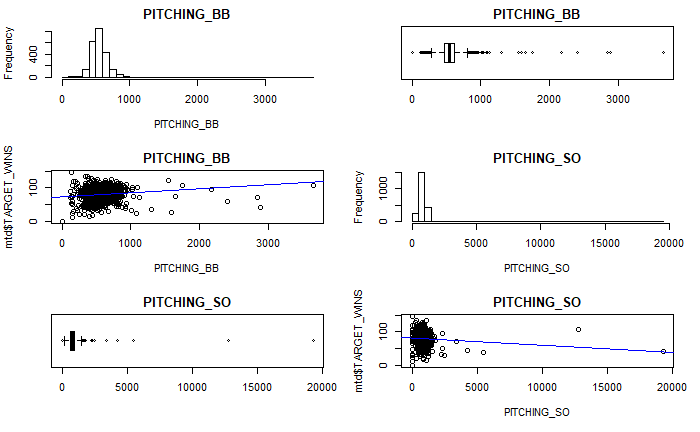 PITCHING_BB
Frequency
0 400 800
0 1000 2000 3000
PITCHING_BB
PITCHING_BB
0 1000 2000 3000
PITCHING_BB
mtd$TARGET_WINS
0 100
0 1000 2000 3000
PITCHING_BB
PITCHING_SO
Frequency
0 1000
0 5000 10000 15000 20000
PITCHING_SO
PITCHING_SO
0 5000 10000 15000 20000
PITCHING_SO
mtd$TARGET_WINS
0 100
0 5000 10000 15000 20000
PITCHING_SO